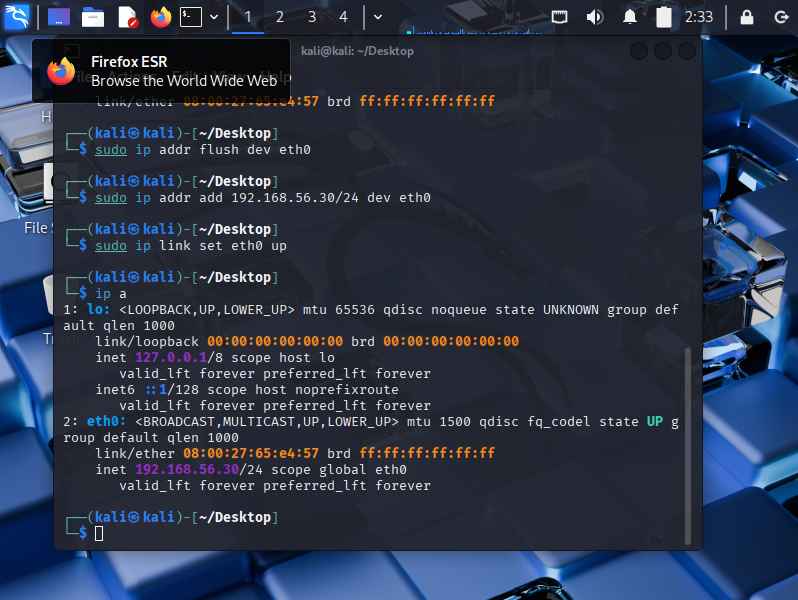 1 2 3 4 2:33
kali@kali: ~/Desktop
Firefox ESR
Browse the World Wide Web
link/ether 08:00:27:65:e4:57 brd ff:ff:ff:ff:ff:ff
┌──(kali㉿kali)-[~/Desktop]
└─$ sudo ip addr flush dev eth0
┌──(kali㉿kali)-[~/Desktop]
└─$ sudo ip addr add 192.168.56.30/24 dev eth0
┌──(kali㉿kali)-[~/Desktop]
└─$ sudo ip link set eth0 up
┌──(kali㉿kali)-[~/Desktop]
└─$ ip a
1: lo: <LOOPBACK,UP,LOWER_UP> mtu 65536 qdisc noqueue state UNKNOWN group def
ault qlen 1000
link/loopback 00:00:00:00:00:00 brd 00:00:00:00:00:00
inet 127.0.0.1/8 scope host lo
valid_lft forever preferred_lft forever
inet6 ::1/128 scope host noprefixroute
valid_lft forever preferred_lft forever
2: eth0: <BROADCAST,MULTICAST,UP,LOWER_UP> mtu 1500 qdisc fq_codel state UP g
roup default qlen 1000
link/ether 08:00:27:65:e4:57 brd ff:ff:ff:ff:ff:ff
inet 192.168.56.30/24 scope global eth0
valid_lft forever preferred_lft forever
┌──(kali㉿kali)-[~/Desktop]
└─$
File